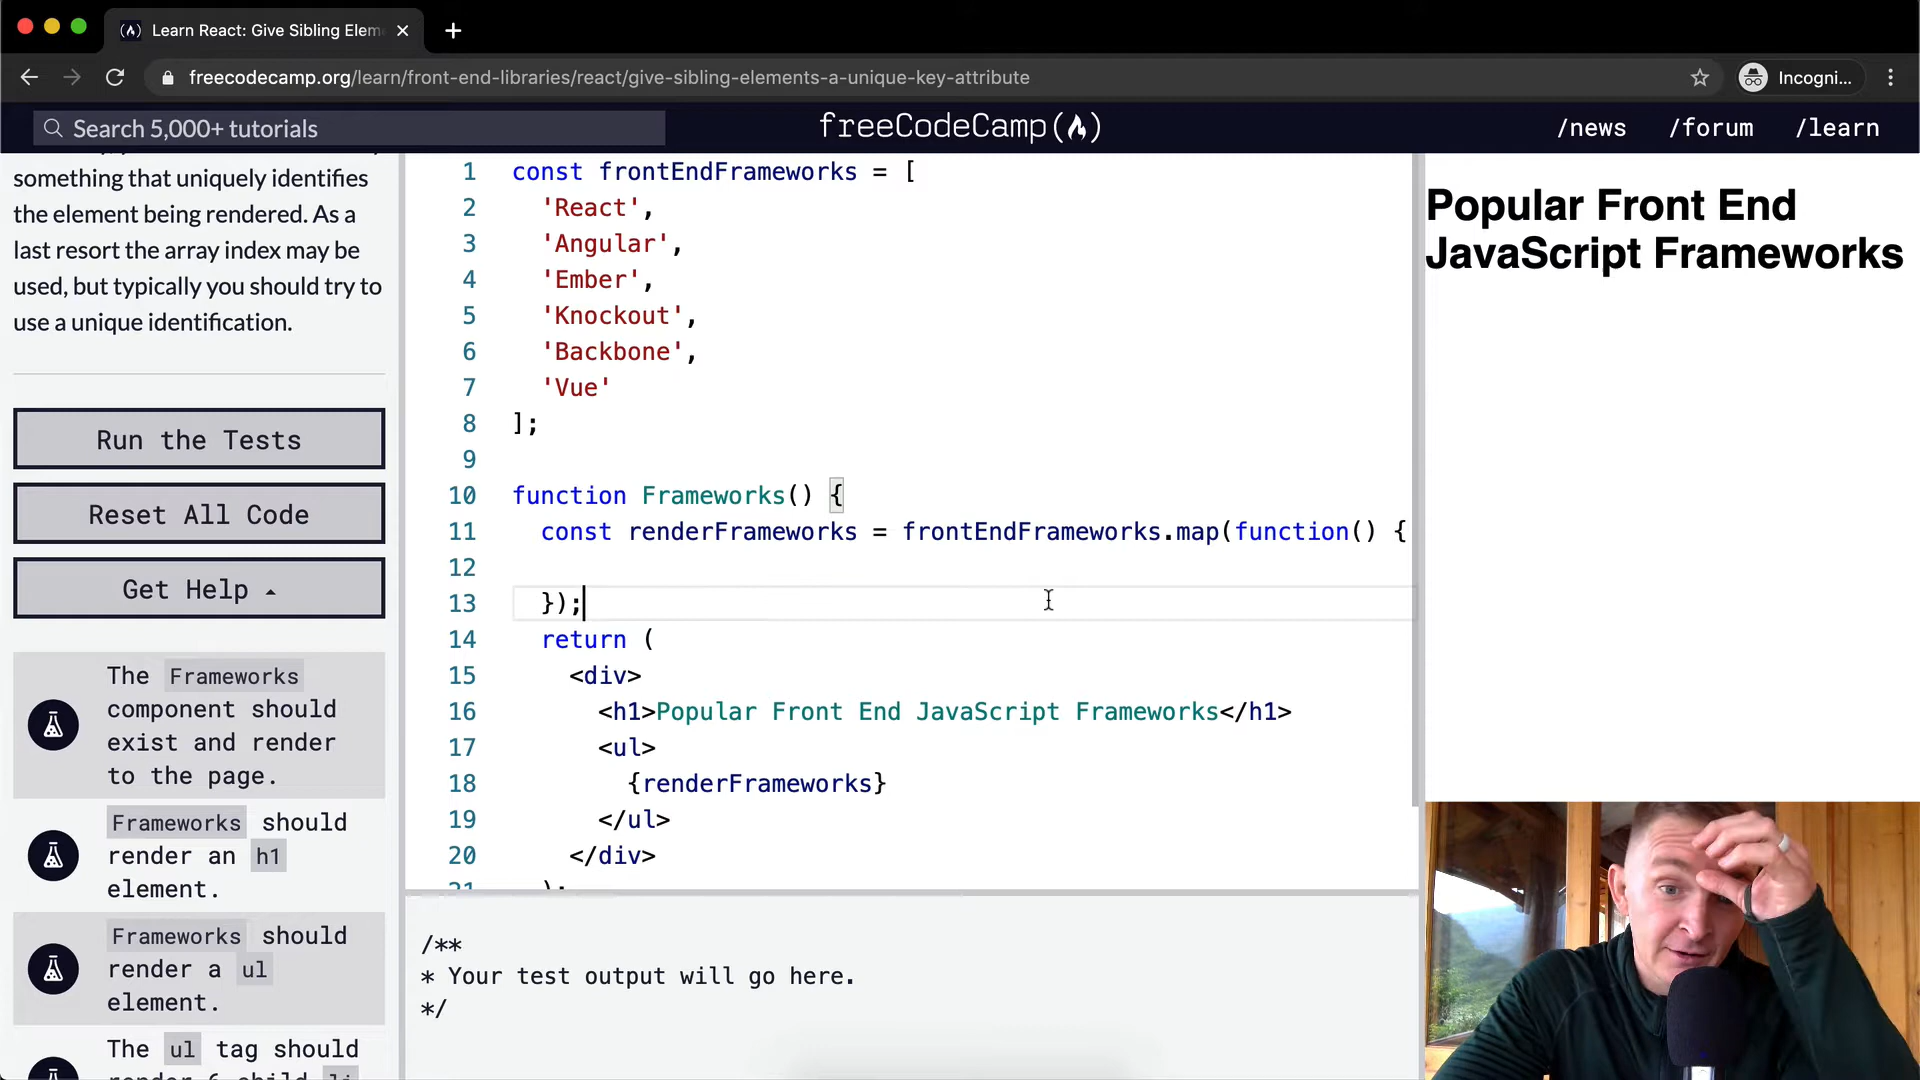 Learn React: Give Sibling Elem
freecodecamp.org/learn/front-end-libraries/react/give-sibling-elements-a-unique-key-attribute
Incogni...
Search 5,000+ tutorials
freeCodeCamp
/news
/forum
/learn
something that uniquely identifies
the element being rendered. As a
last resort the array index may be
used, but typically you should try to
use a unique identification.
Run the Tests
Reset All Code
Get Help
The Frameworks
component should
exist and render
to the page.
Frameworks should
render an h1
element.
Frameworks should
render a ul
element.
The ul tag should
1 const frontEndFrameworks = [
2 'React',
3 'Angular',
4 'Ember',
5 'Knockout',
6 'Backbone',
7 'Vue'
8 ];
9
10 function Frameworks() {
11 const renderFrameworks = frontEndFrameworks.map(function() {
12
13 });
14 return (
15 <div>
16 <h1>Popular Front End JavaScript Frameworks</h1>
17 <ul>
18 {renderFrameworks}
19 </ul>
20 </div>
/**
* Your test output will go here.
*/
Popular Front End
JavaScript Frameworks